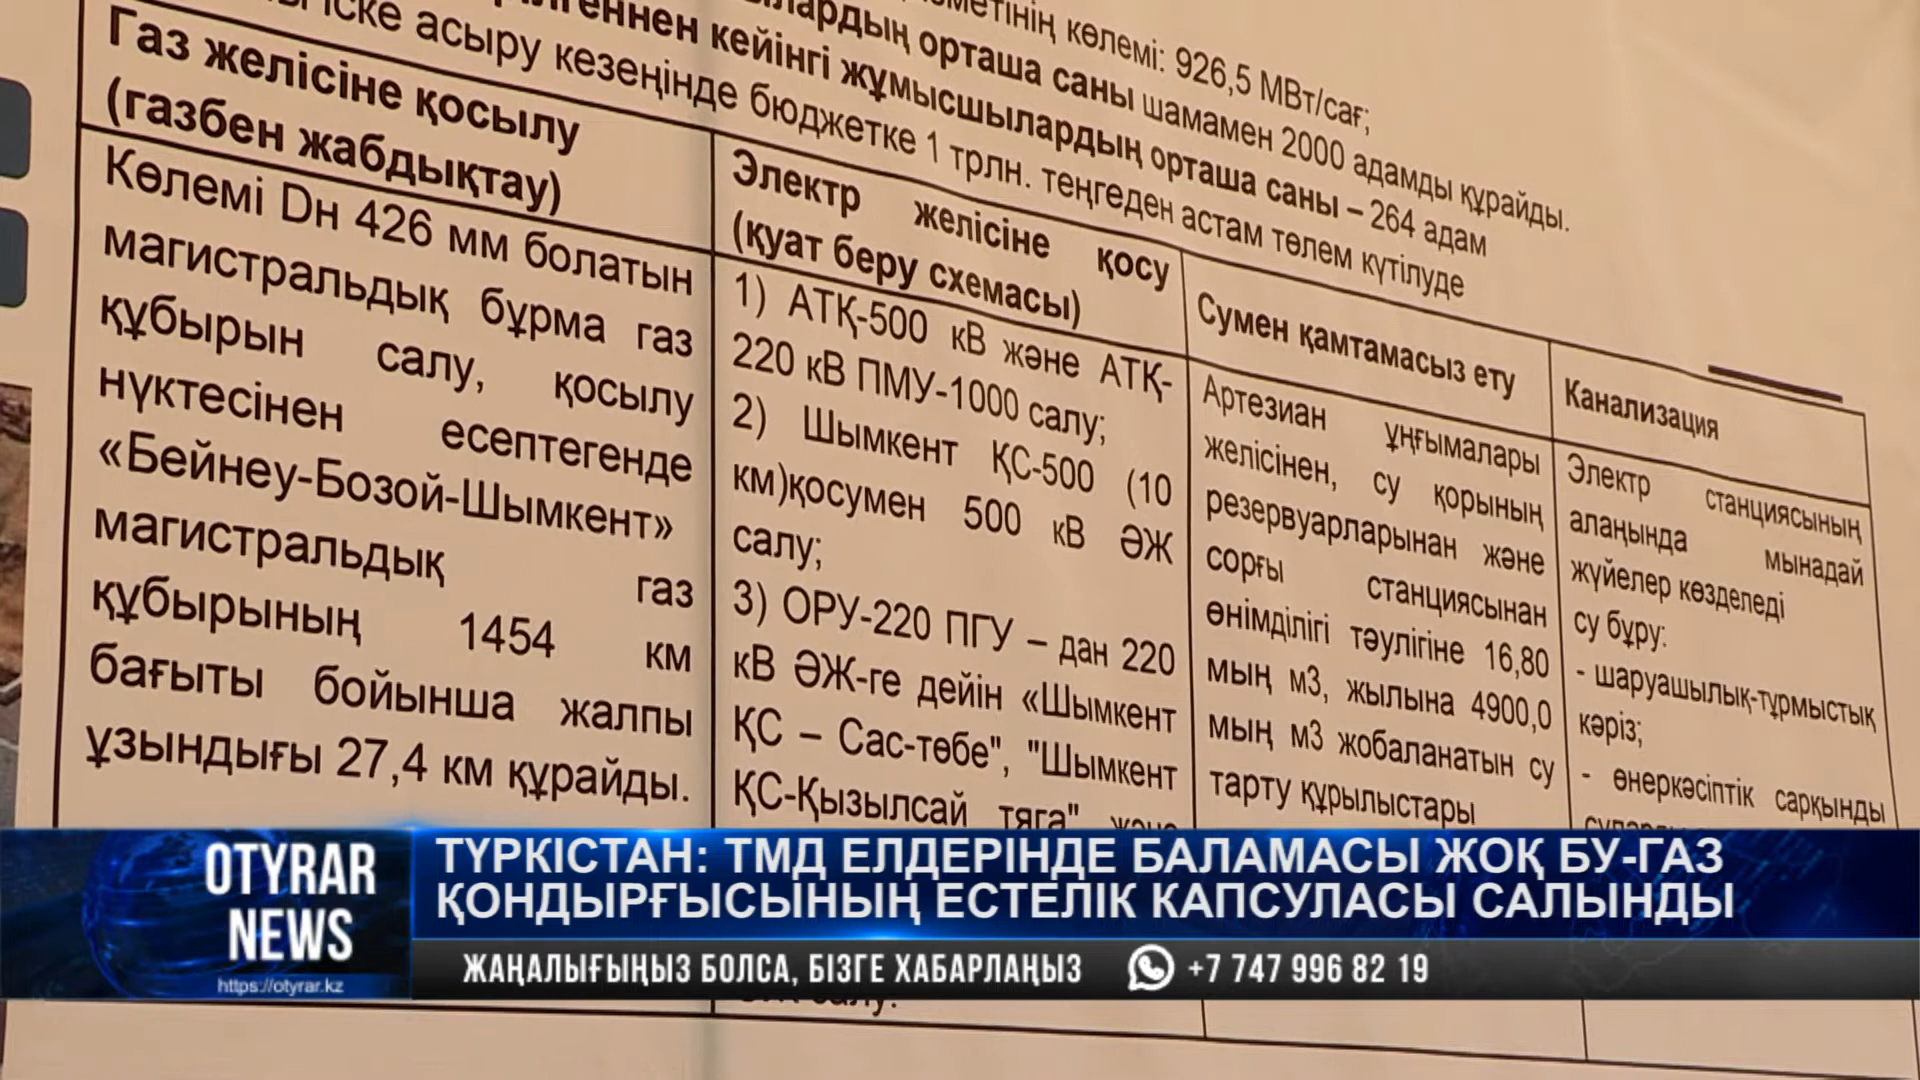 көлемі: 926,5 МВт/сағ;
орташа саны шамамен 2000 адамды құрайды.
кейінгі жұмысшылардың орташа саны – 264 адам
іске асыру кезеңінде бюджетке 1 трлн. теңгеден астам төлем күтілуде
Газ желісіне қосылу
(газбен жабдықтау)
Көлемі Dн 426 мм болатын
магистральдық бұрма газ
құбырын салу, қосылу
нүктесінен есептегенде
«Бейнеу-Бозой-Шымкент»
магистральдық газ
құбырының 1454 км
бағыты бойынша жалпы
ұзындығы 27,4 км құрайды.
Электр желісіне қосу
(қуат беру схемасы)
1) АТҚ-500 кВ және АТҚ-
220 кВ ПМУ-1000 салу;
2) Шымкент ҚС-500 (10
км)қосумен 500 кВ ӘЖ
салу;
3) ОРУ-220 ПГУ – дан 220
кВ ӘЖ-ге дейін «Шымкент
ҚС – Сас-төбе", "Шымкент
ҚС-Қызылсай тяга" және
салу.
Сумен қамтамасыз ету
Артезиан ұңғымалары
желісінен, су қорының
резервуарларынан және
сорғы станциясынан
өнімділігі тәулігіне 16,80
мың м3, жылына 4900,0
мың м3 жобаланатын су
тарту құрылыстары
Канализация
Электр станциясының
алаңында мынадай
жүйелер көзделеді
су бұру:
- шаруашылық-тұрмыстық
кәріз;
- өнеркәсіптік сарқынды
OTYRAR
NEWS
https://otyrar.kz
ТҮРКІСТАН: ТМД ЕЛДЕРІНДЕ БАЛАМАСЫ ЖОҚ БУ-ГАЗ
ҚОНДЫРҒЫСЫНЫҢ ЕСТЕЛІК КАПСУЛАСЫ САЛЫНДЫ
ЖАҢАЛЫҒЫҢЫЗ БОЛСА, БІЗГЕ ХАБАРЛАҢЫЗ +7 747 996 82 19